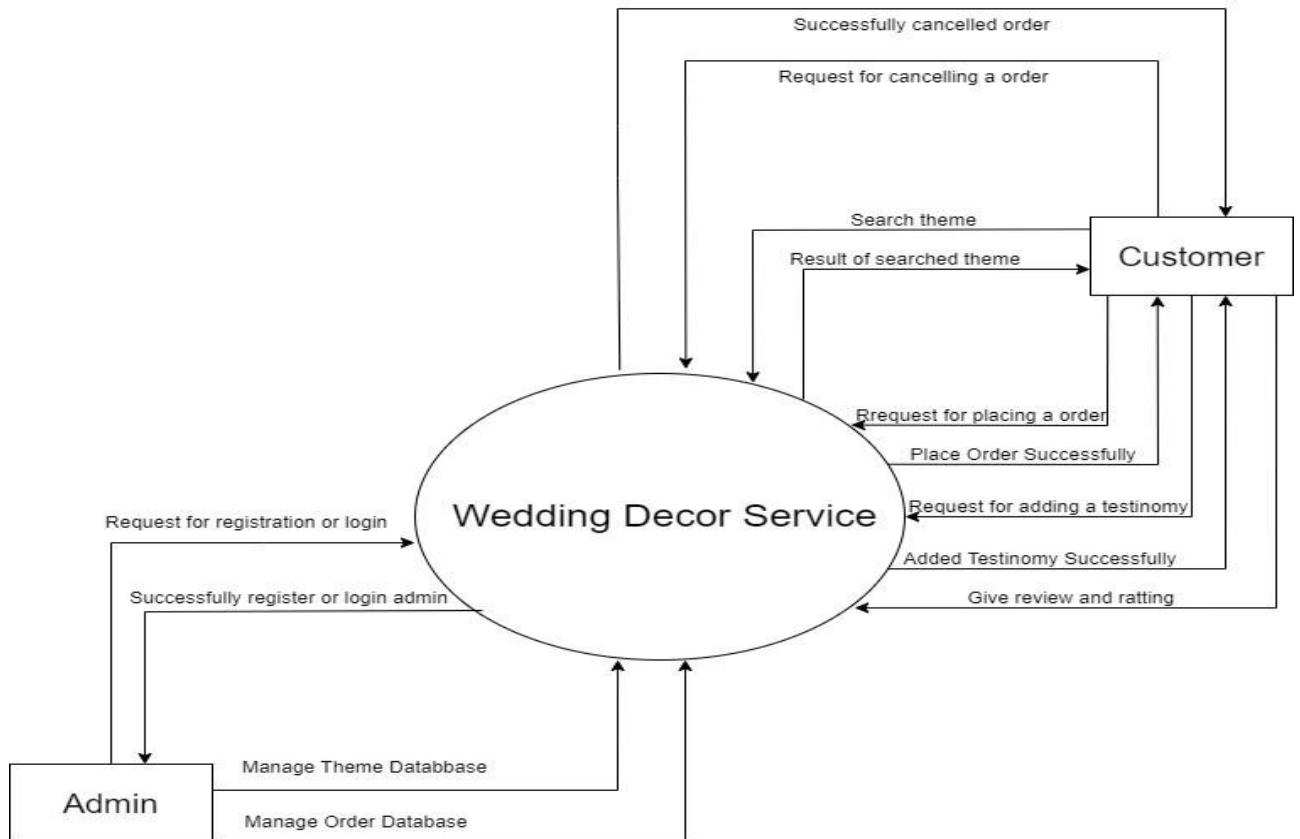 Successfully cancelled order
Request for cancelling a order
Search theme
Customer
Result of searched theme
Rrequest for placing a order
Place Order Successfully
Wedding Decor Service
Request for adding a testinomy
Request for registration or login
Added Testinomy Successfully
Successfully register or login admin
Give review and ratting
Manage Theme Databbase
Admin
Manage Order Database